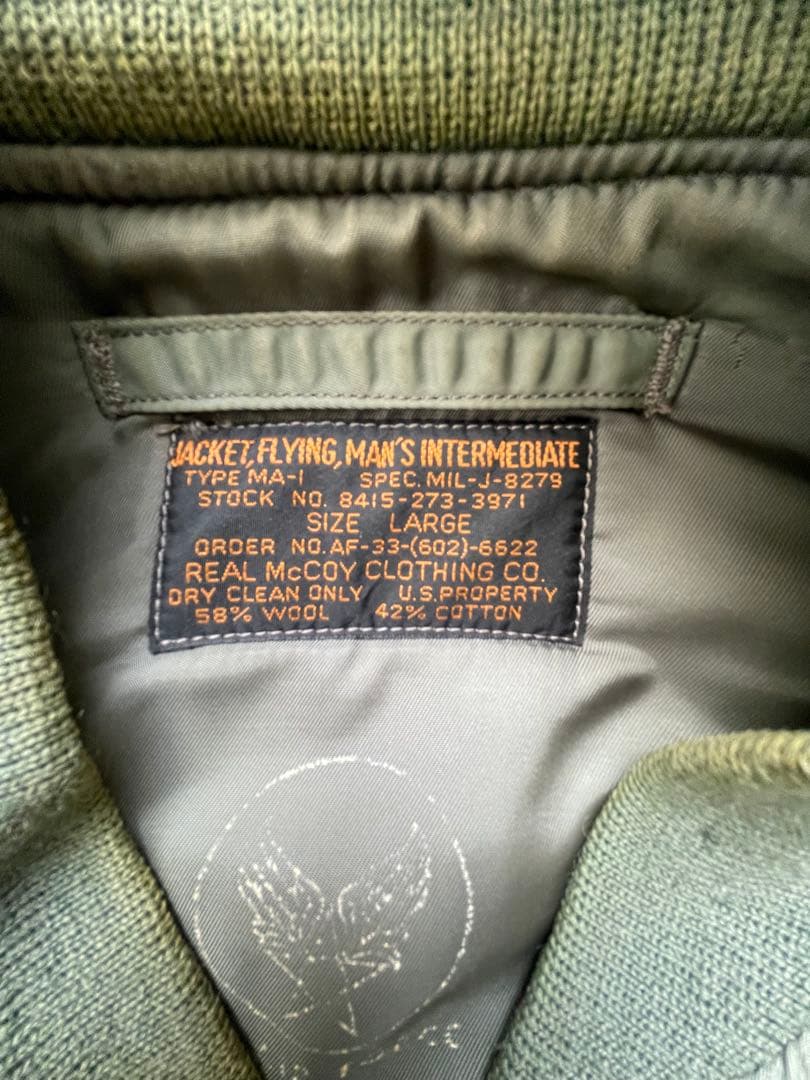 JACKET, FLYING, MAN'S INTERMEDIATE
TYPE MA-1 SPEC. MIL-J-8279
STOCK NO. 8415-273-3971
SIZE LARGE
ORDER NO. AF-33-(602)-6622
REAL McCOY CLOTHING CO.
DRY CLEAN ONLY U.S. PROPERTY
58% WOOL 42% COTTON